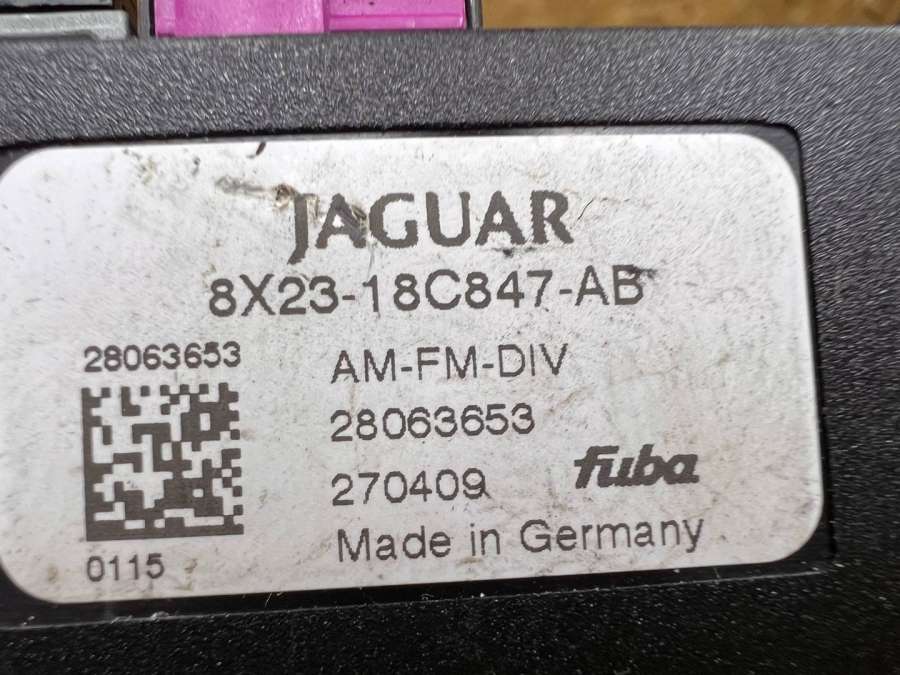 JAGUAR
8X23-18C847-AB
28063653
AM-FM-DIV
28063653
270409
fuba
0115
Made in Germany